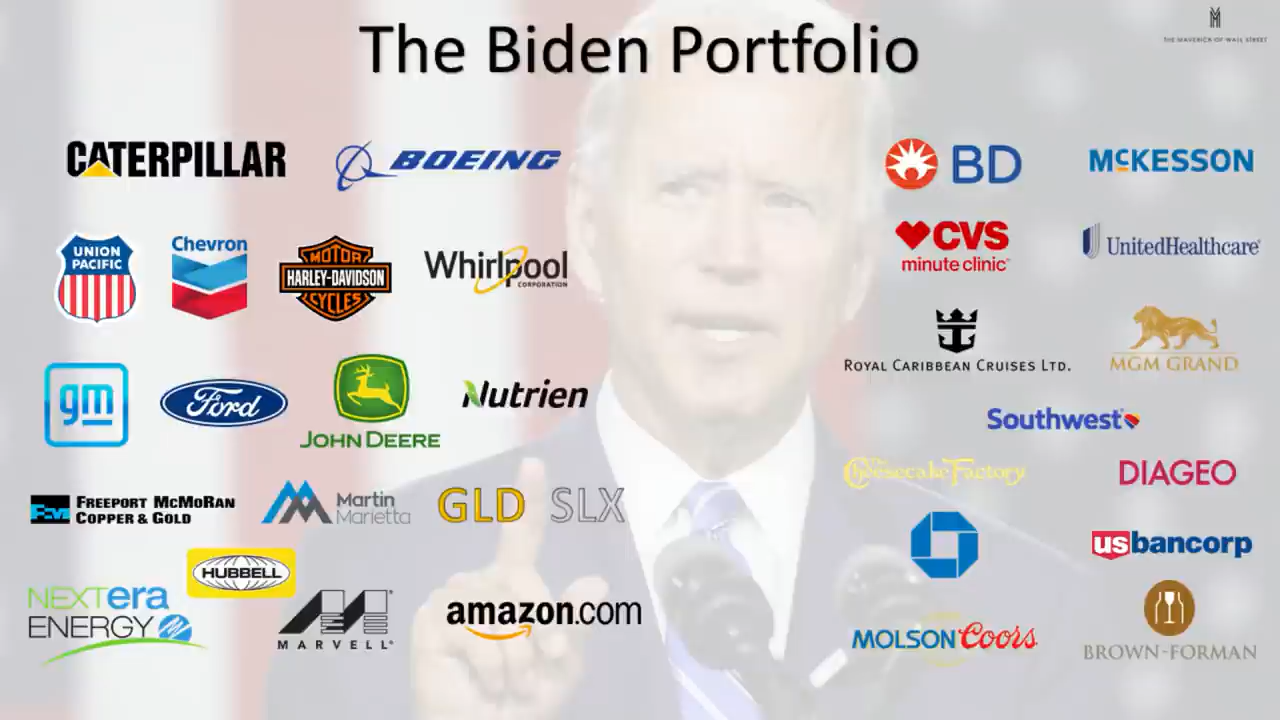 The Biden Portfolio
THE MAVERICK OF WALL STREET
CATERPILLAR
BOEING
BD
McKESSON
UNION
PACIFIC
Chevron
MOTOR
HARLEY-DAVIDSON
CYCLES
Whirlpool
CORPORATION
CVS
minute clinic
UnitedHealthcare
ROYAL CARIBBEAN CRUISES LTD.
MGM GRAND
gm
Ford
JOHN DEERE
Nutrien
Southwest
The
Cheesecake Factory
DIAGEO
FCX
FREEPORT McMoRAN
COPPER & GOLD
Martin
Marietta
GLD
SLX
usbancorp
HUBBELL
NEXTera
ENERGY
MARVELL
amazon.com
MOLSON Coors
BROWN-FORMAN